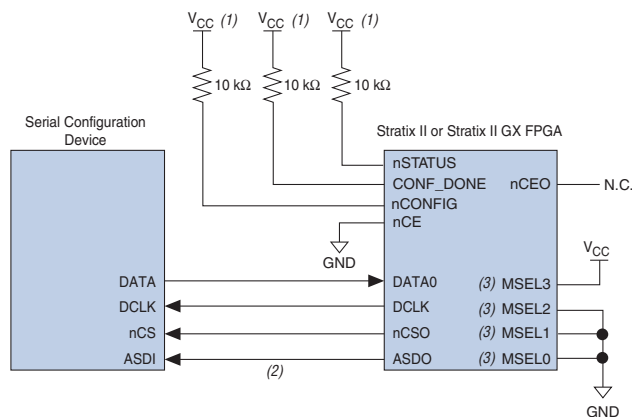 VCC (1) VCC (1) VCC (1)
10 kΩ 10 kΩ 10 kΩ
Serial Configuration
Device
Stratix II or Stratix II GX FPGA
nSTATUS
CONF_DONE nCEO N.C.
nCONFIG
nCE
GND
VCC
DATA DATA0 (3) MSEL3
DCLK DCLK (3) MSEL2
nCS nCSO (3) MSEL1
ASDI (2) ASDO (3) MSEL0
GND